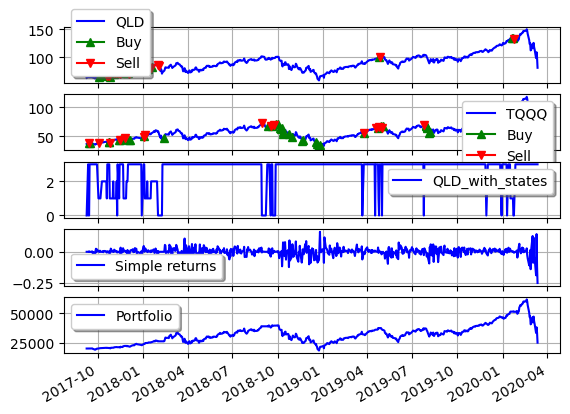 QLD
Buy
Sell
150
100
TQQQ
Buy
Sell
100
50
QLD_with_states
2
0
Simple returns
0.00
−0.25
Portfolio
50000
25000
2017-10
2018-01
2018-04
2018-07
2018-10
2019-01
2019-04
2019-07
2019-10
2020-01
2020-04